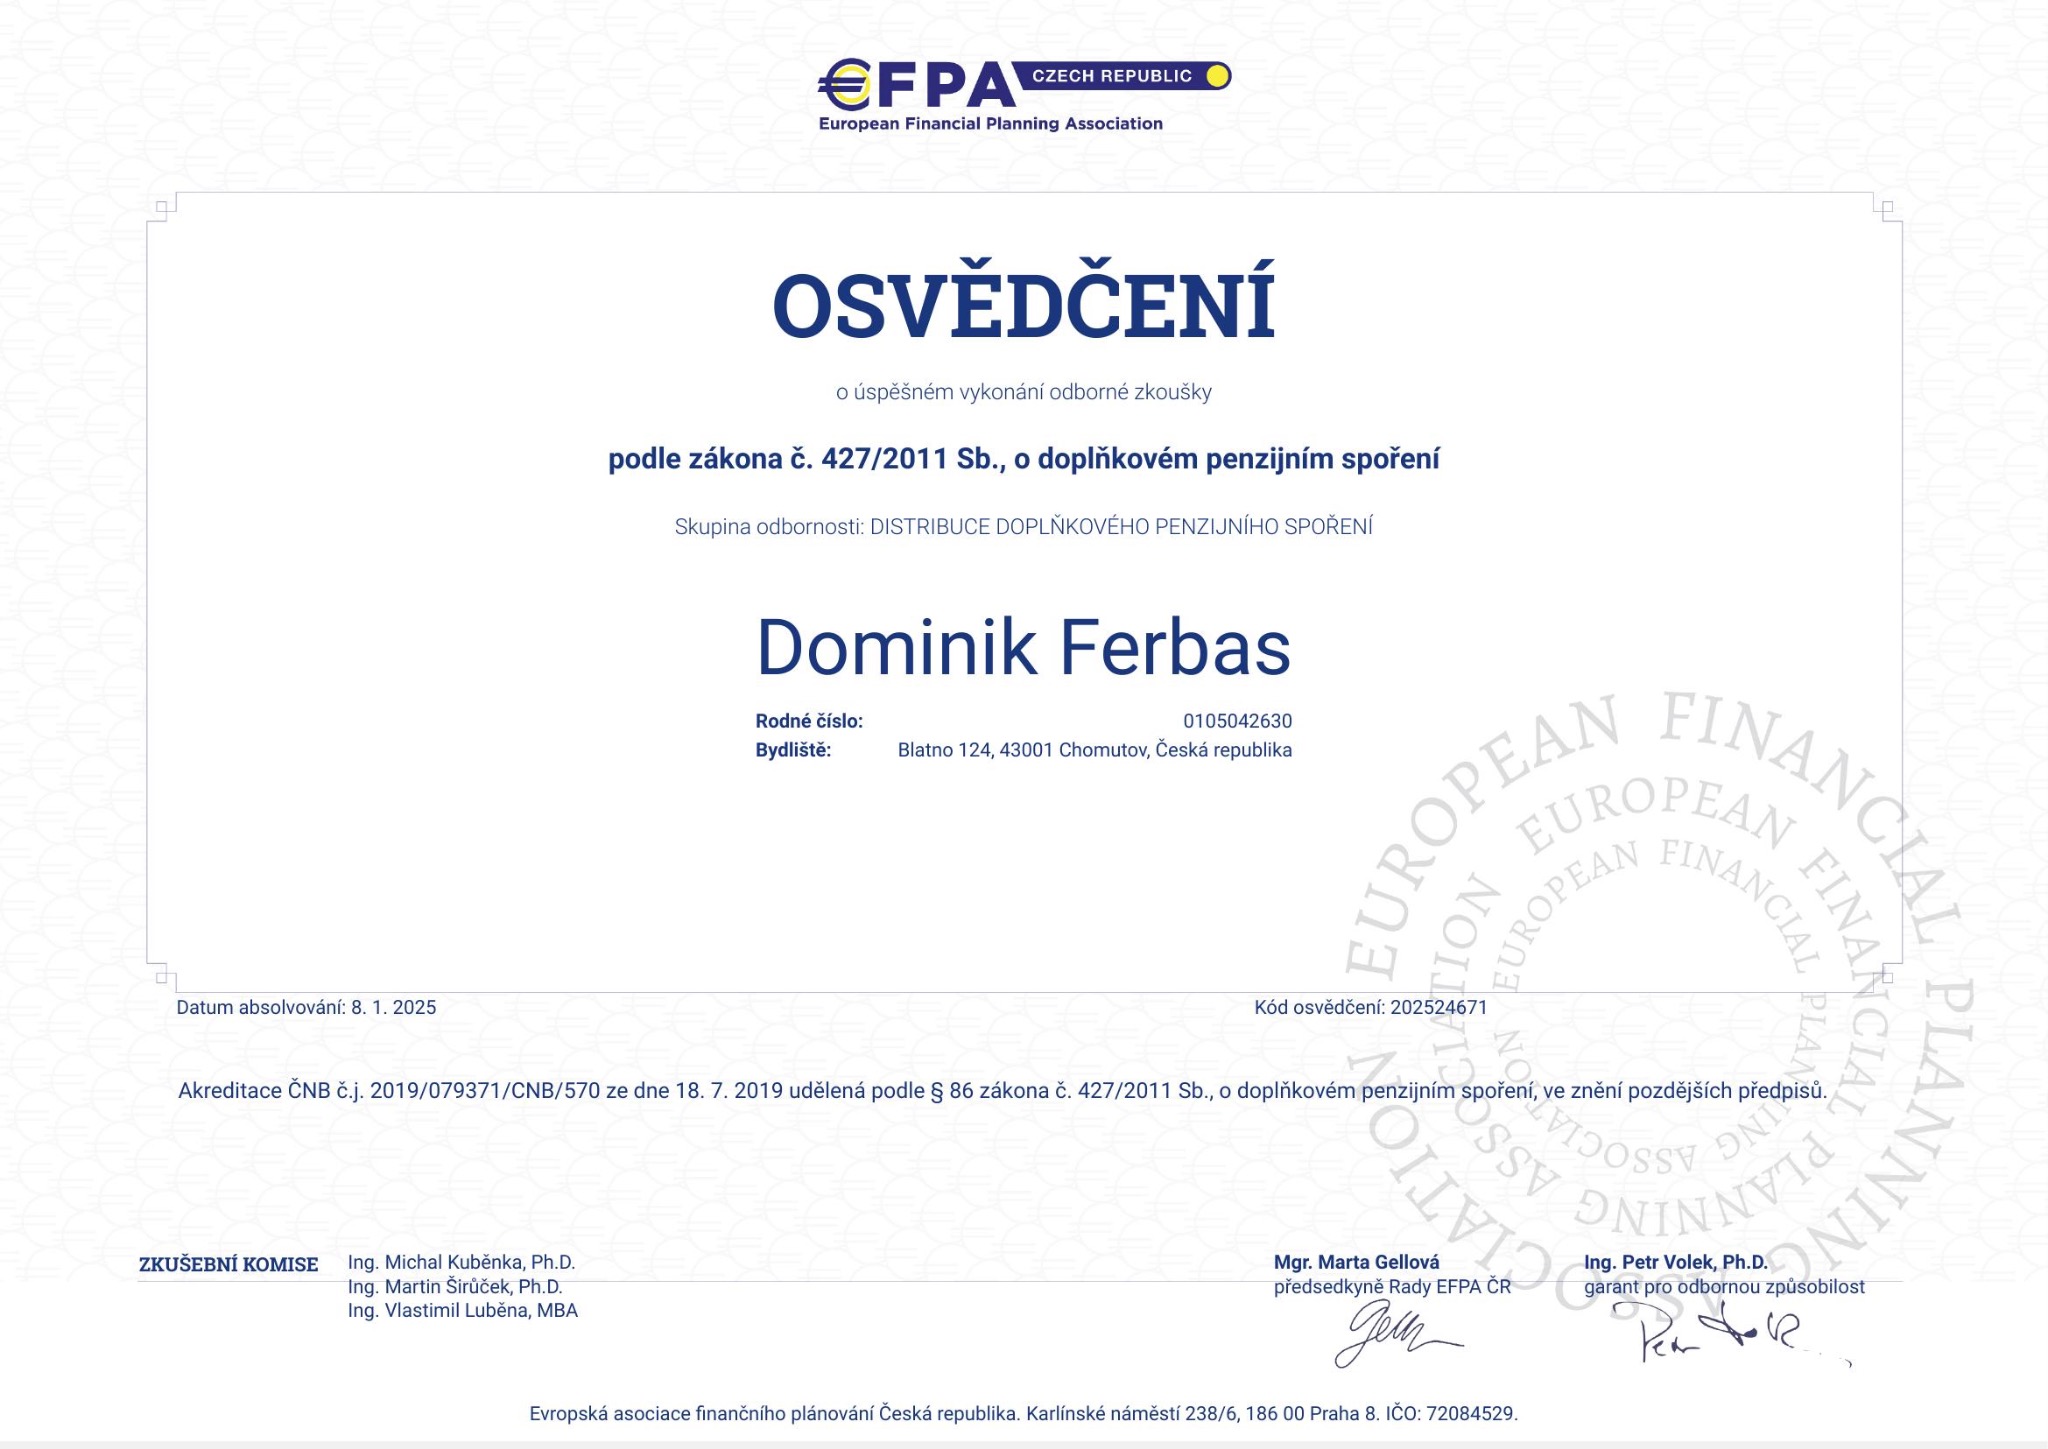 EFPA CZECH REPUBLIC
European Financial Planning Association
OSVĚDČENÍ
o úspěšném vykonání odborné zkoušky
podle zákona č. 427/2011 Sb., o doplňkovém penzijním spoření
Skupina odbornosti: DISTRIBUCE DOPLŇKOVÉHO PENZIJNÍHO SPOŘENÍ
Dominik Ferbas
Rodné číslo: 0105042630
Bydliště: Blatno 124, 43001 Chomutov, Česká republika
EUROPEAN FINANCIAL PLANNING ASSOCIATION
EUROPEAN FINANCIAL PLANNING ASSOCIATION
EUROPEAN FINANCIAL PLANNING ASSOCIATION
Datum absolvování: 8. 1. 2025
Kód osvědčení: 202524671
Akreditace ČNB č.j. 2019/079371/CNB/570 ze dne 18. 7. 2019 udělená podle § 86 zákona č. 427/2011 Sb., o doplňkovém penzijním spoření, ve znění pozdějších předpisů.
ZKUŠEBNÍ KOMISE
Ing. Michal Kuběnka, Ph.D.
Ing. Martin Širůček, Ph.D.
Ing. Vlastimil Luběna, MBA
Mgr. Marta Gellová
předsedkyně Rady EFPA ČR
Ing. Petr Volek, Ph.D.
garant pro odbornou způsobilost
Evropská asociace finančního plánování Česká republika. Karlínské náměstí 238/6, 186 00 Praha 8. IČO: 72084529.